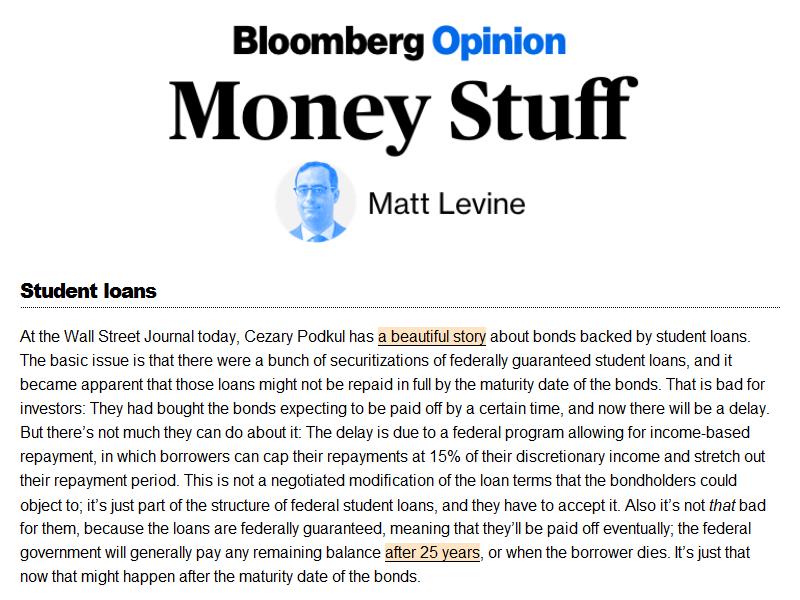 Bloomberg Opinion
Money Stuff
Matt Levine
Student loans
At the Wall Street Journal today, Cezary Podkul has a beautiful story about bonds backed by student loans.
The basic issue is that there were a bunch of securitizations of federally guaranteed student loans, and it
became apparent that those loans might not be repaid in full by the maturity date of the bonds. That is bad for
investors: They had bought the bonds expecting to be paid off by a certain time, and now there will be a delay.
But there’s not much they can do about it: The delay is due to a federal program allowing for income-based
repayment, in which borrowers can cap their repayments at 15% of their discretionary income and stretch out
their repayment period. This is not a negotiated modification of the loan terms that the bondholders could
object to; it’s just part of the structure of federal student loans, and they have to accept it. Also it’s not that bad
for them, because the loans are federally guaranteed, meaning that they’ll be paid off eventually; the federal
government will generally pay any remaining balance after 25 years, or when the borrower dies. It’s just that
now that might happen after the maturity date of the bonds.